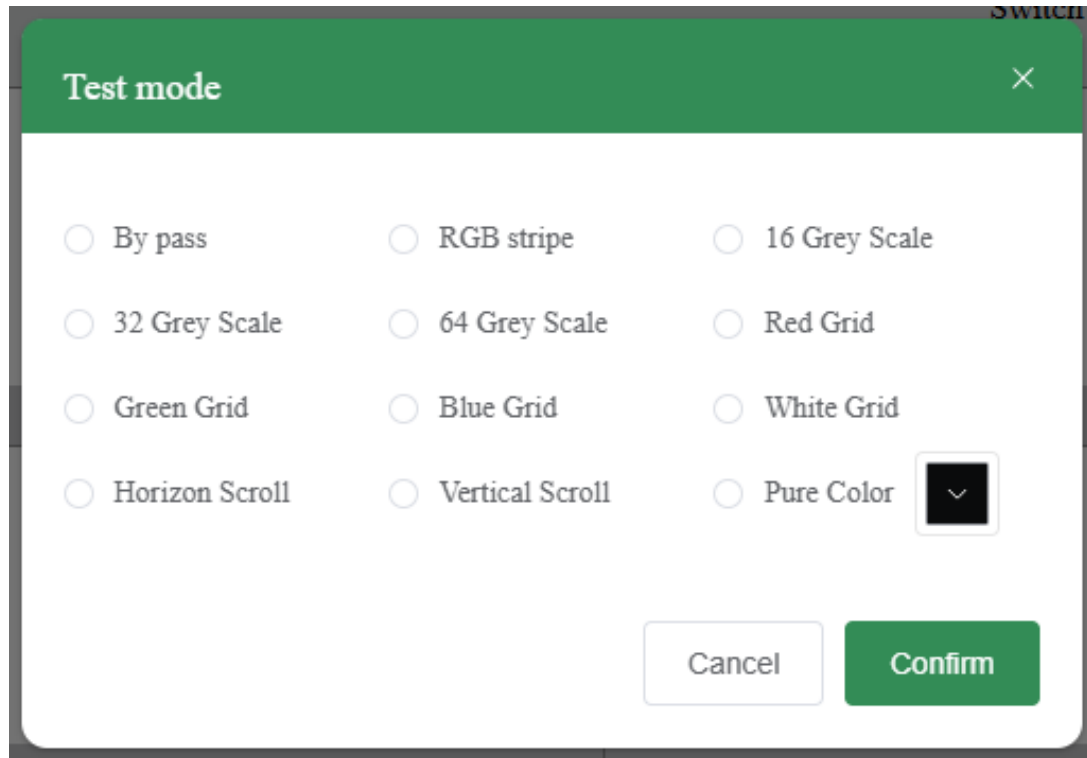 Switch
Test mode
By pass RGB stripe 16 Grey Scale
32 Grey Scale 64 Grey Scale Red Grid
Green Grid Blue Grid White Grid
Horizon Scroll Vertical Scroll Pure Color
Cancel Confirm